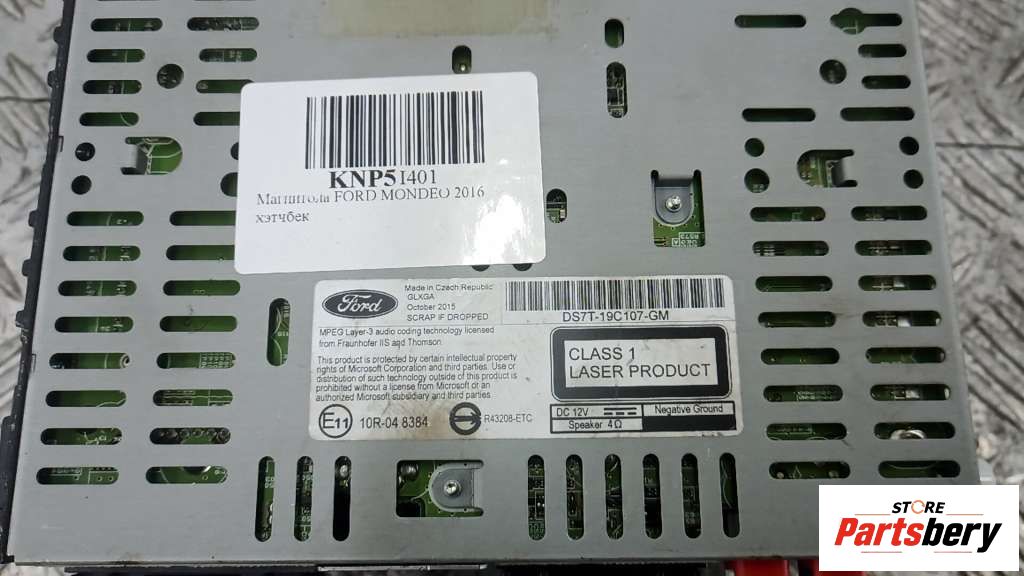 KNP5I401
Магнитола FORD MONDEO 2016
хэтчбек
Ford
Made in Czech Republic
GLXGA
October 2015
SCRAP IF DROPPED
DS7T-19C107-GM
MPEG Layer-3 audio coding technology licensed
from Fraunhofer IIS and Thomson
This product is protected by certain intellectual property
rights of Microsoft Corporation and third parties. Use or
distribution of such technology outside of this product is
prohibited without a license from Microsoft or an
authorized Microsoft subsidiary and third parties
CLASS 1
LASER PRODUCT
E11 10R-04 8384
R43208-ETC
DC 12V
Negative Ground
Speaker 4Ω
STORE
Partsbery